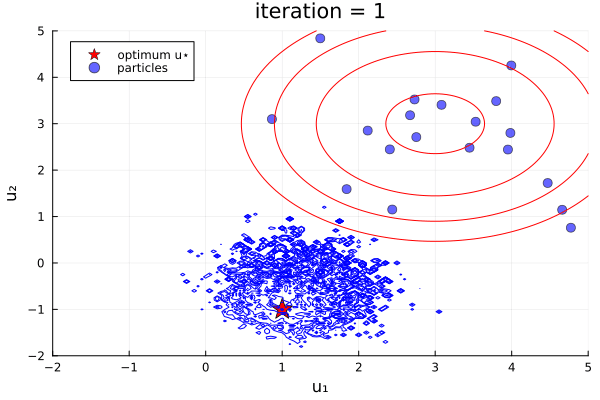 iteration = 1
optimum u⋆
particles
5
4
3
2
1
0
−1
−2
u₂
−2 −1 0 1 2 3 4 5
u₁